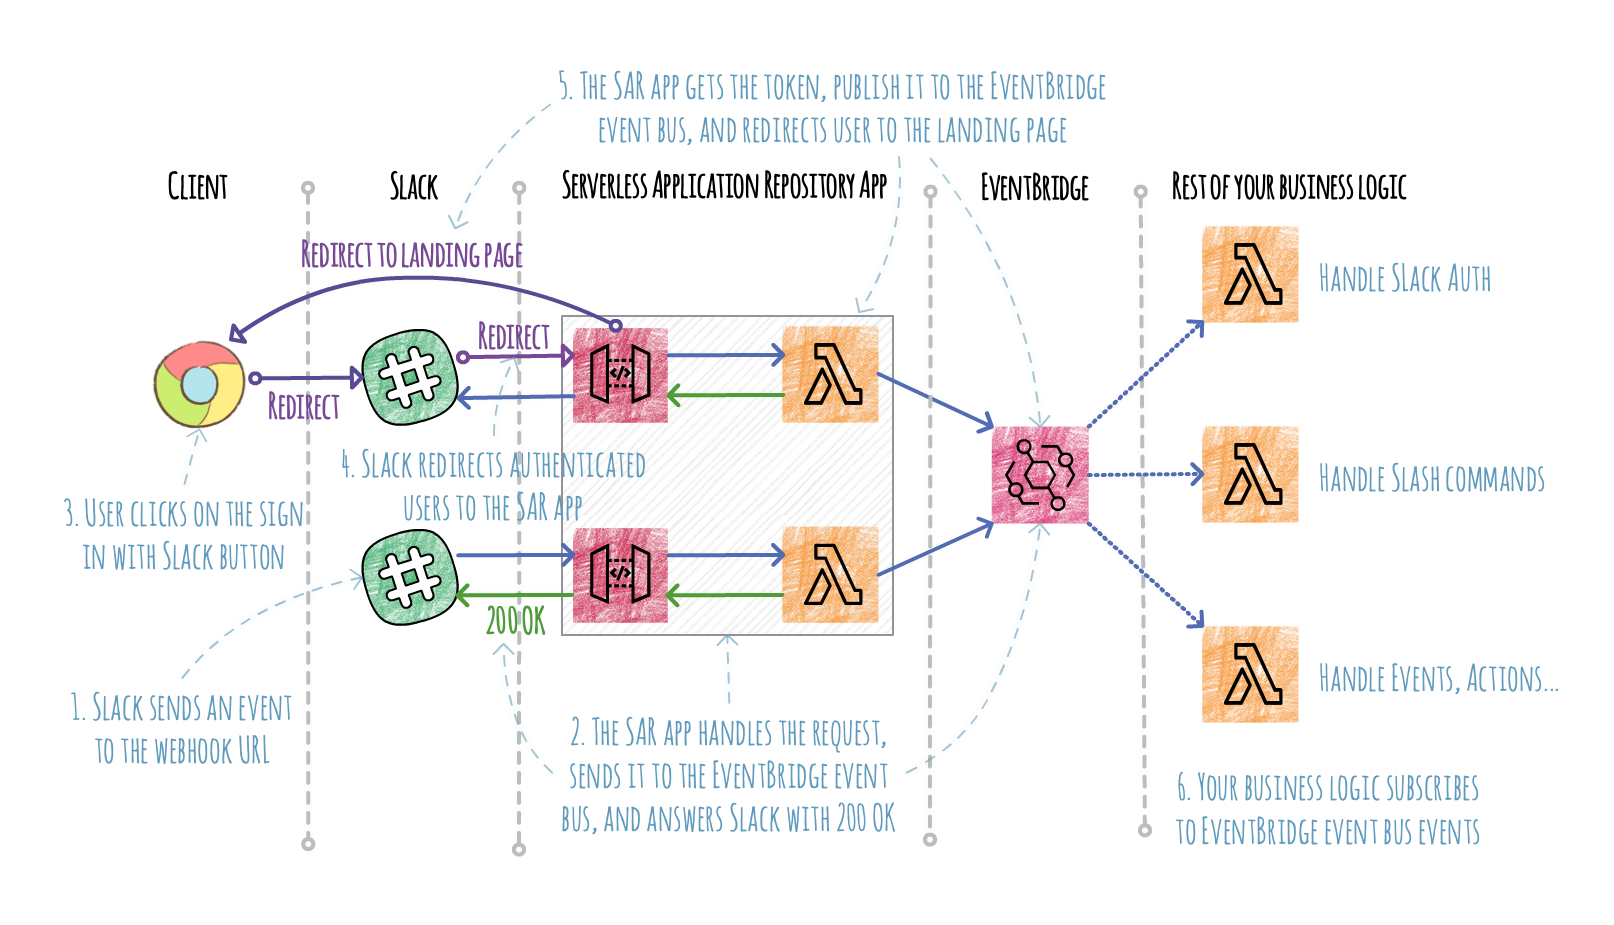 5. The SAR app gets the token, publish it to the EventBridge
event bus, and redirects user to the landing page
Client
Slack
Serverless Application Repository App
EventBridge
Rest of your business logic
Redirect to landing page
Handle Slack Auth
Redirect
Redirect
4. Slack redirects authenticated
users to the SAR app
Handle Slash commands
3. User clicks on the sign
in with Slack button
200 OK
Handle Events, Actions...
1. Slack sends an event
to the webhook URL
2. The SAR app handles the request,
sends it to the EventBridge event
bus, and answers Slack with 200 OK
6. Your business logic subscribes
to EventBridge event bus events